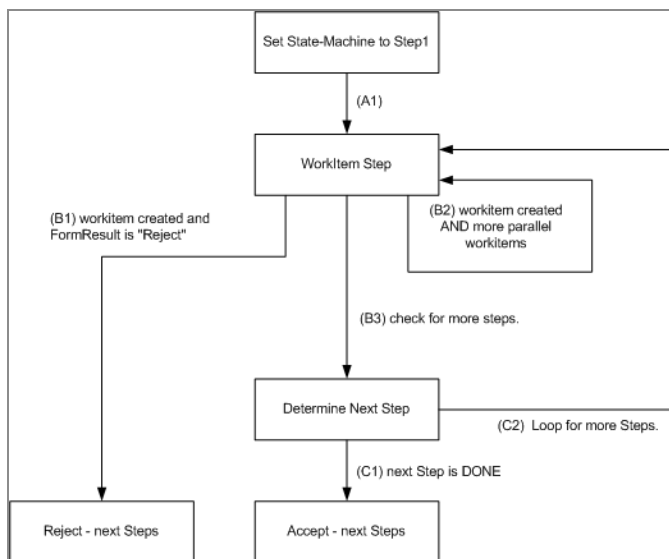 Set State-Machine to Step1
(A1)
WorkItem Step
(B1) workitem created and
FormResult is "Reject"
(B2) workitem created
AND more parallel
workitems
(B3) check for more steps.
Determine Next Step
(C2) Loop for more Steps.
(C1) next Step is DONE
Reject - next Steps
Accept - next Steps